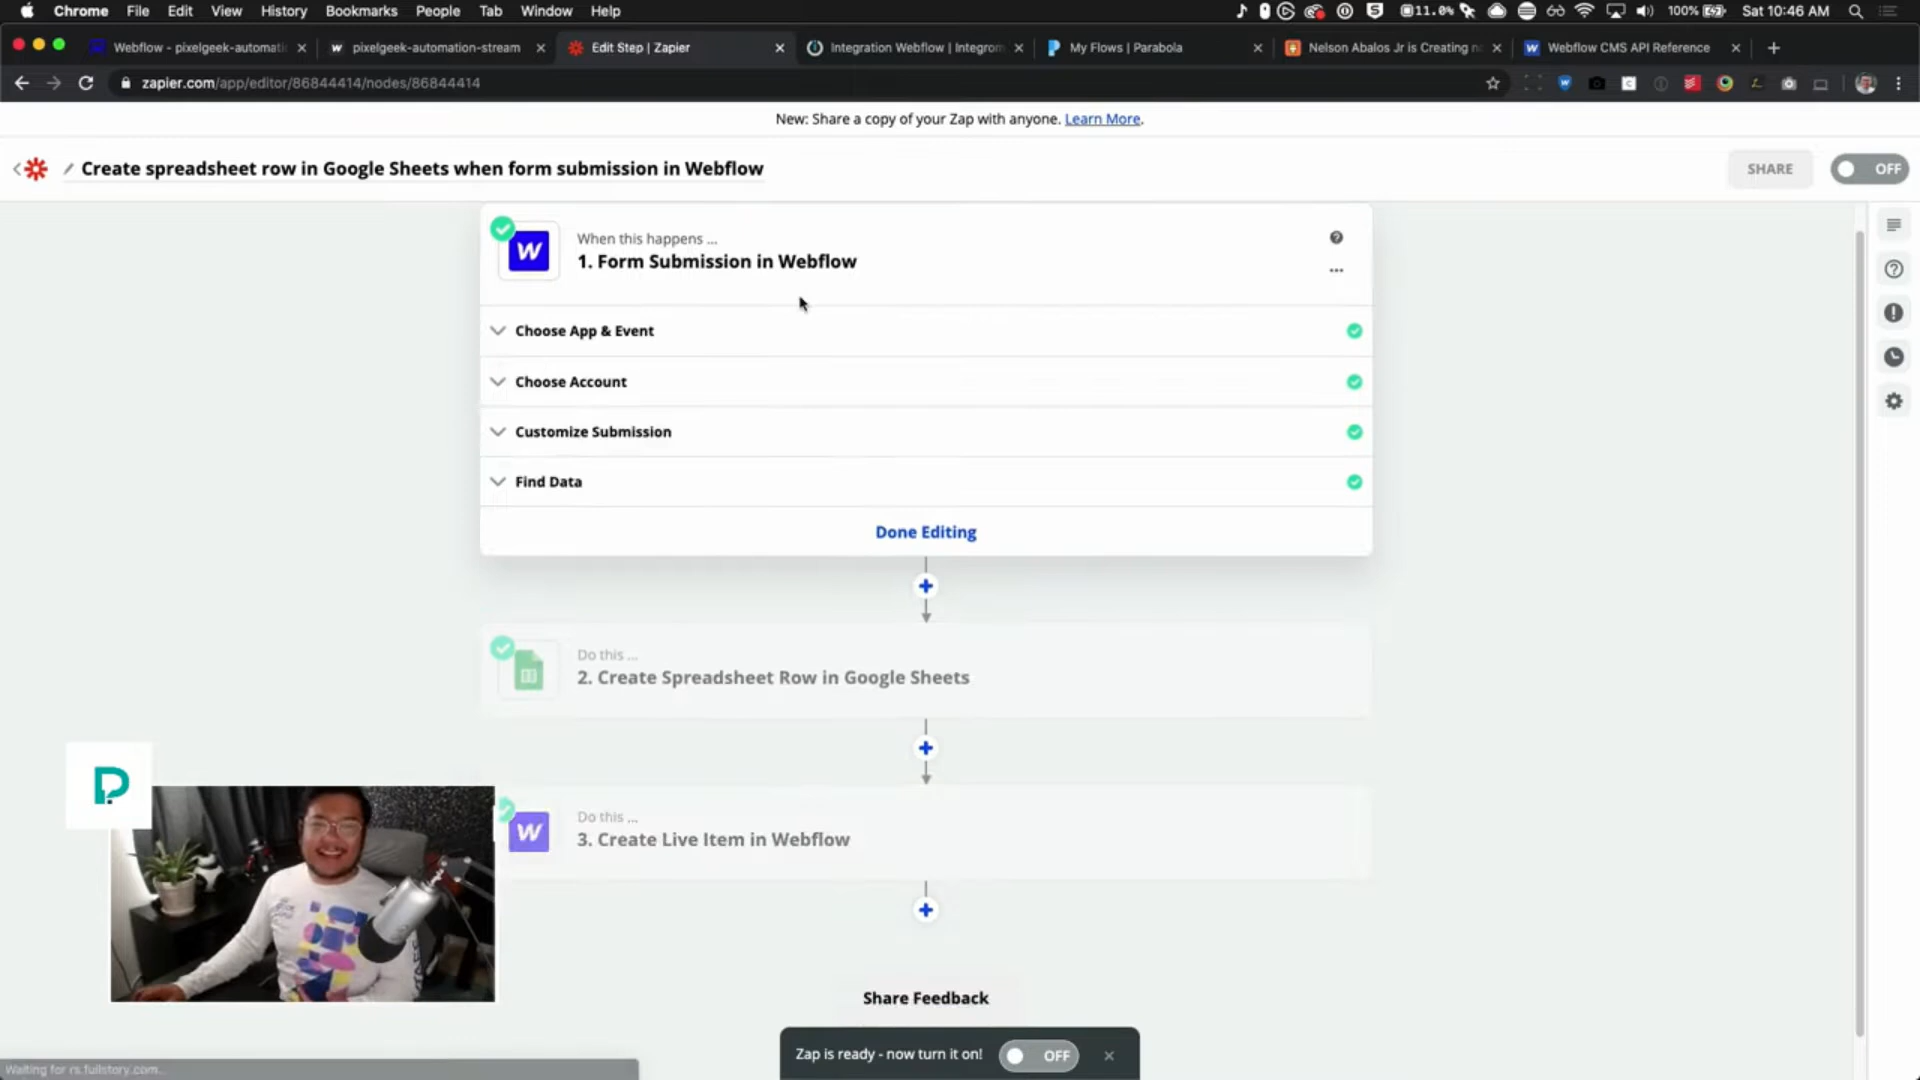 Chrome File Edit View History Bookmarks People Tab Window Help
11.0% 100% Sat 10:46 AM
Webflow - pixelgeek-automati
pixelgeek-automation-stream
Edit Step | Zapier
Integration Webflow | Integrom
My Flows | Parabola
Nelson Abalos Jr is Creating n
Webflow CMS API Reference
zapier.com/app/editor/86844414/nodes/86844414
New: Share a copy of your Zap with anyone. Learn More.
Create spreadsheet row in Google Sheets when form submission in Webflow
SHARE
OFF
When this happens ...
1. Form Submission in Webflow
Choose App & Event
Choose Account
Customize Submission
Find Data
Done Editing
Do this ...
2. Create Spreadsheet Row in Google Sheets
Do this ...
3. Create Live Item in Webflow
Share Feedback
Zap is ready - now turn it on!
OFF
Waiting for rs.fullstory.com...